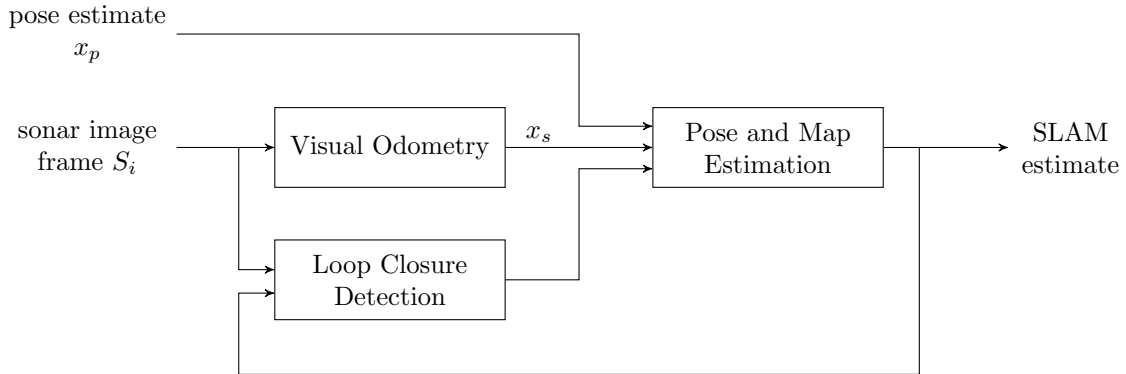 pose estimate
x_p
sonar image
frame S_i
Visual Odometry
x_s
Pose and Map
Estimation
SLAM
estimate
Loop Closure
Detection